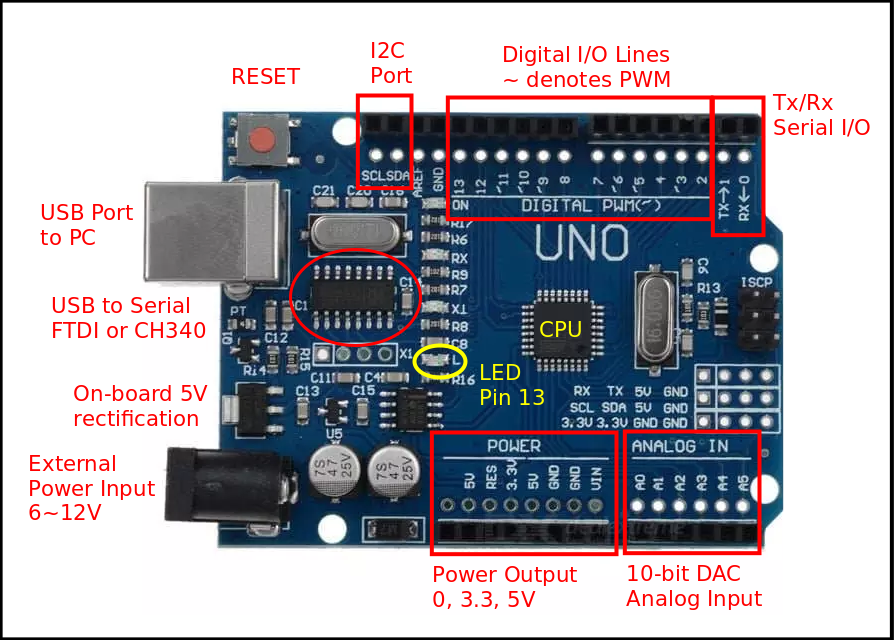 RESET
I2C
Port
Digital I/O Lines
~ denotes PWM
Tx/Rx
Serial I/O
SCL SDA AREF GND 13 12 ~11 ~10 ~9 8 7 ~6 ~5 4 ~3 2 TX→1 RX←0
DIGITAL PWM(~)
C21 C20 C18
ON
R17
R6
RX
R9
R7
X1
R8
C8
L
R16
UNO
USB Port
to PC
USB to Serial
FTDI or CH340
PT
C12
R15
X1
C11 C4
R14
C13
C15
U5
C6
R13
ISCP
CPU
16.000
LED
Pin 13
On-board 5V
rectification
RX TX 5V GND
SCL SDA 5V GND
3.3V 3.3V GND GND
External
Power Input
6~12V
7S
47
25V
7S
47
25V
POWER
5V RES 3.3V 5V GND GND VIN
ANALOG IN
A0 A1 A2 A3 A4 A5
Power Output
0, 3.3, 5V
10-bit DAC
Analog Input